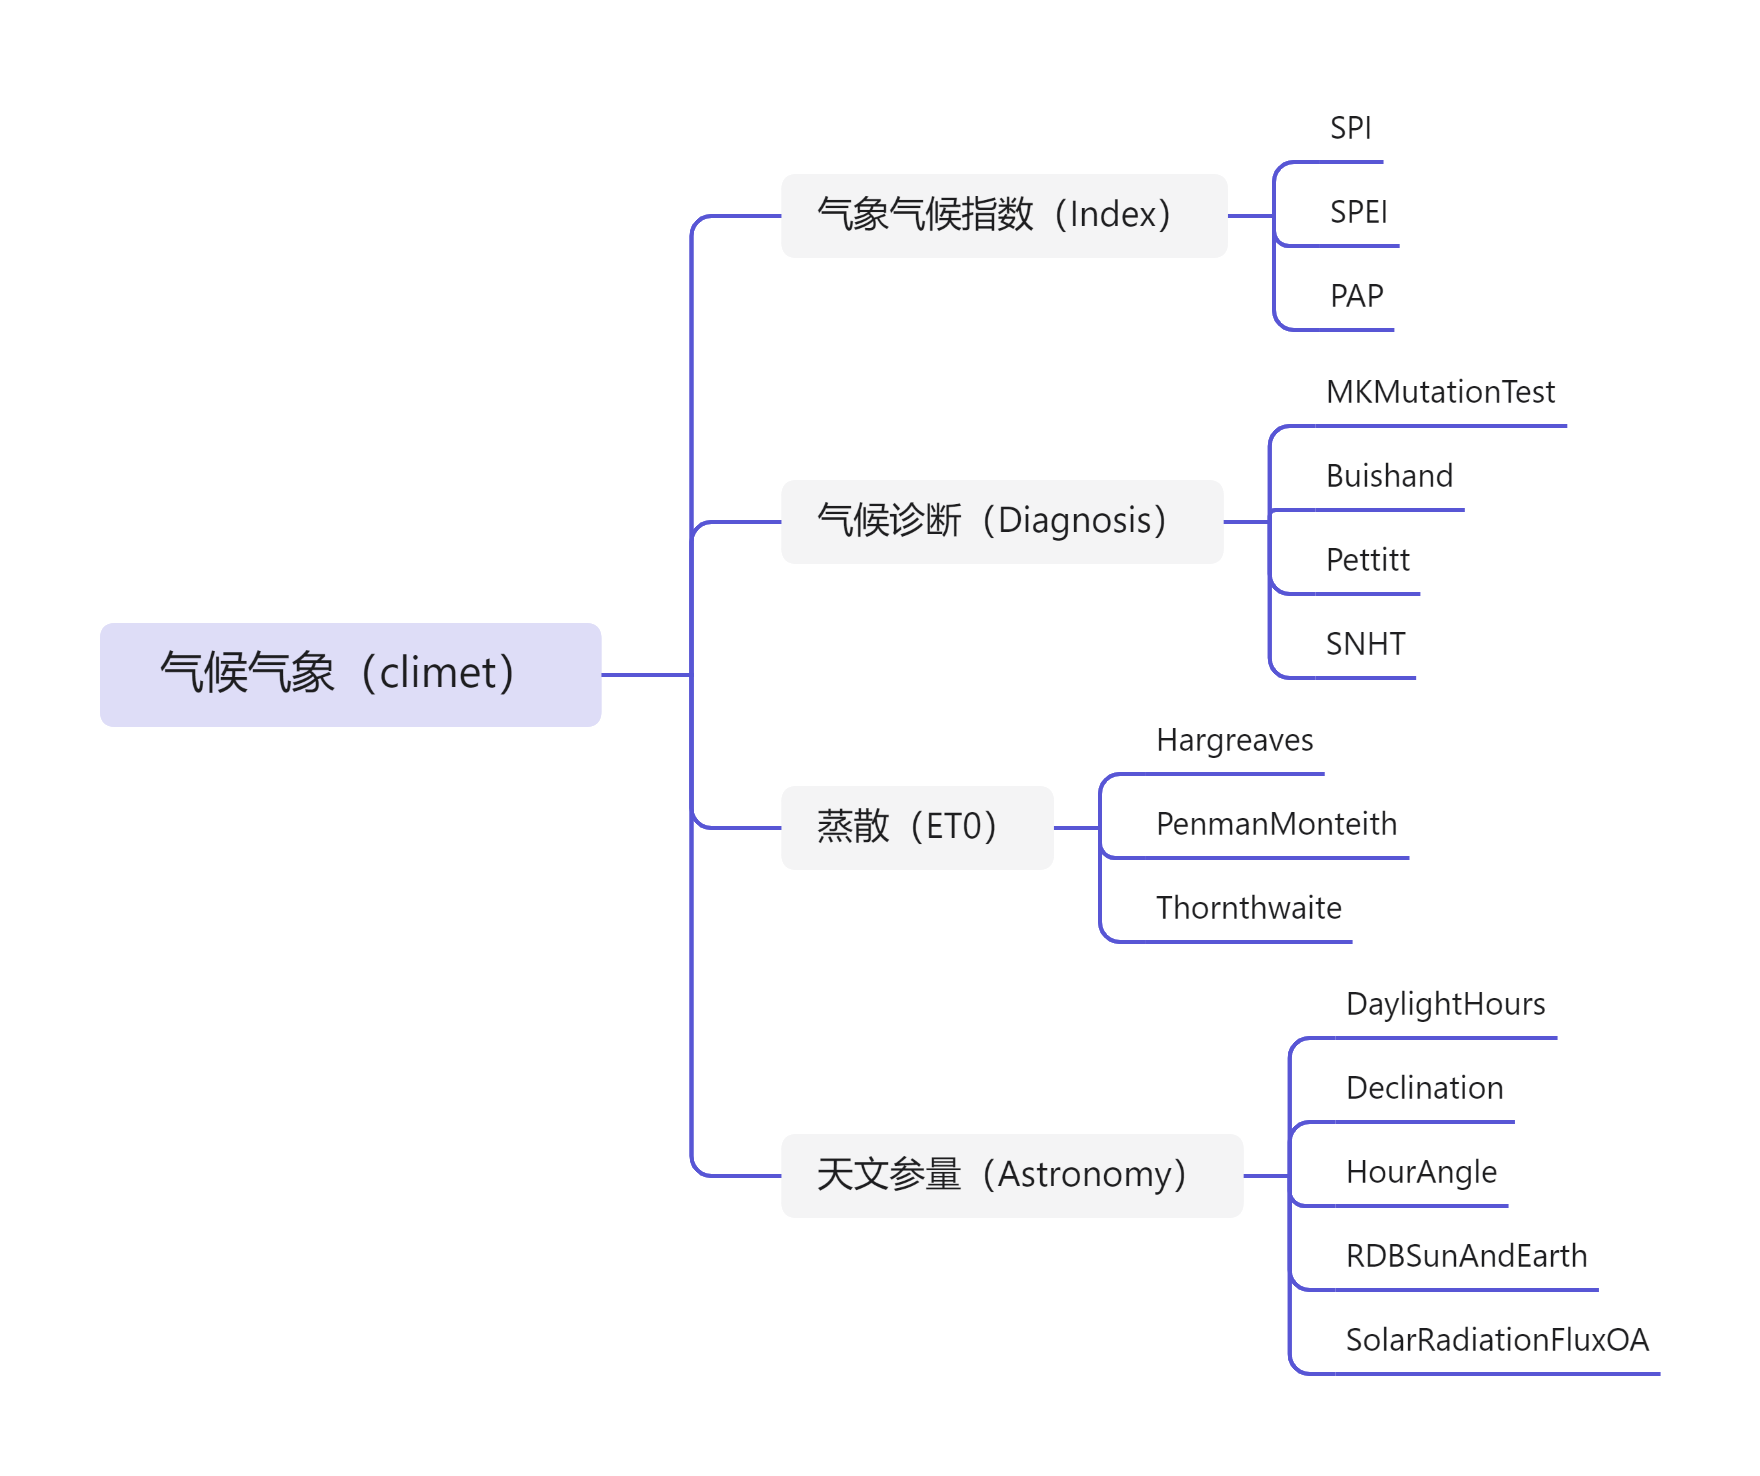 气候气象（climet）
气象气候指数（Index）
SPI
SPEI
PAP
气候诊断（Diagnosis）
MKMutationTest
Buishand
Pettitt
SNHT
蒸散（ET0）
Hargreaves
PenmanMonteith
Thornthwaite
天文参量（Astronomy）
DaylightHours
Declination
HourAngle
RDBSunAndEarth
SolarRadiationFluxOA